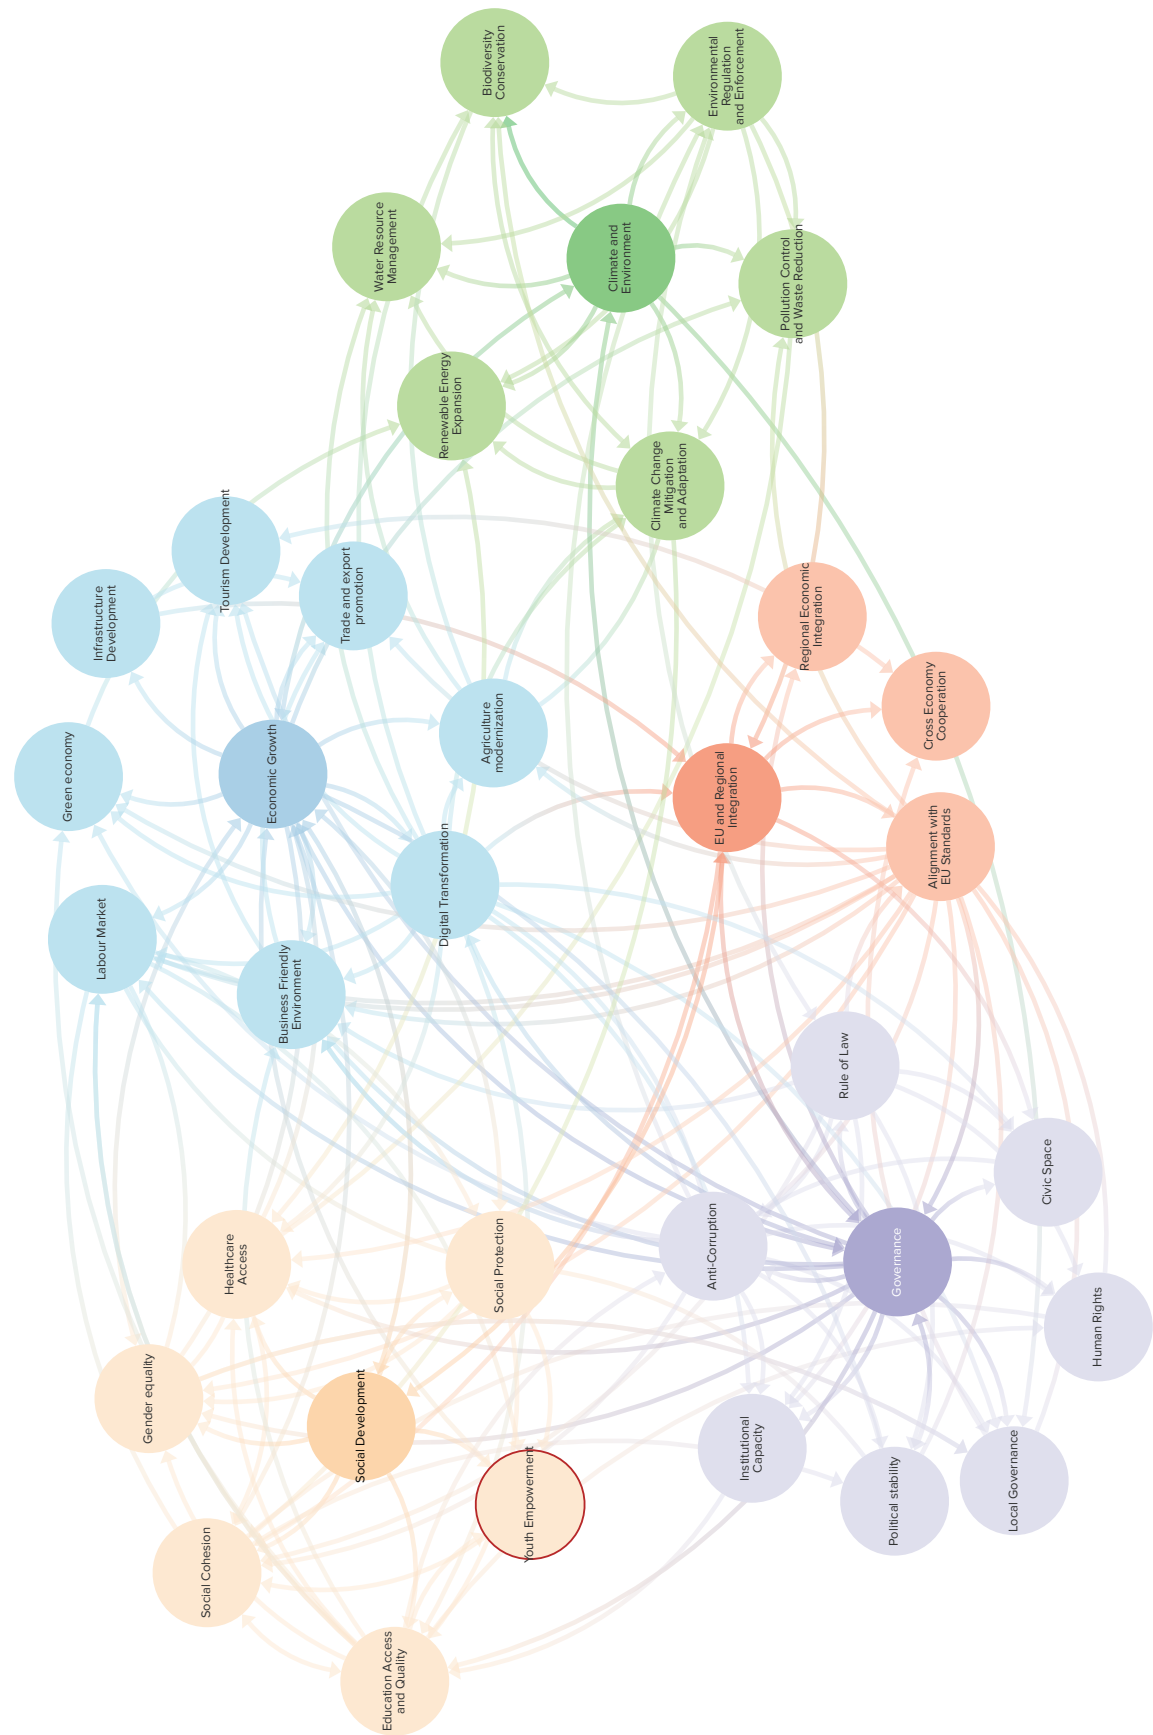 Biodiversity
Conservation
Environmental
Regulation
and Enforcement
Water Resource
Management
Climate and
Environment
Pollution Control
and Waste Reduction
Renewable Energy
Expansion
Climate Change
Mitigation
and Adaptation
Tourism Development
Infrastructure
Development
Trade and export
promotion
Regional Economic
Integration
Cross Economy
Cooperation
Green economy
Economic Growth
Agriculture
modernization
EU and Regional
Integration
Alignment with
EU Standards
Labour Market
Digital Transformation
Business Friendly
Environment
Rule of Law
Civic Space
Healthcare
Access
Social Protection
Anti-Corruption
Governance
Human Rights
Gender equality
Social Development
Institutional
Capacity
Political stability
Local Governance
Youth Empowerment
Social Cohesion
Education Access
and Quality